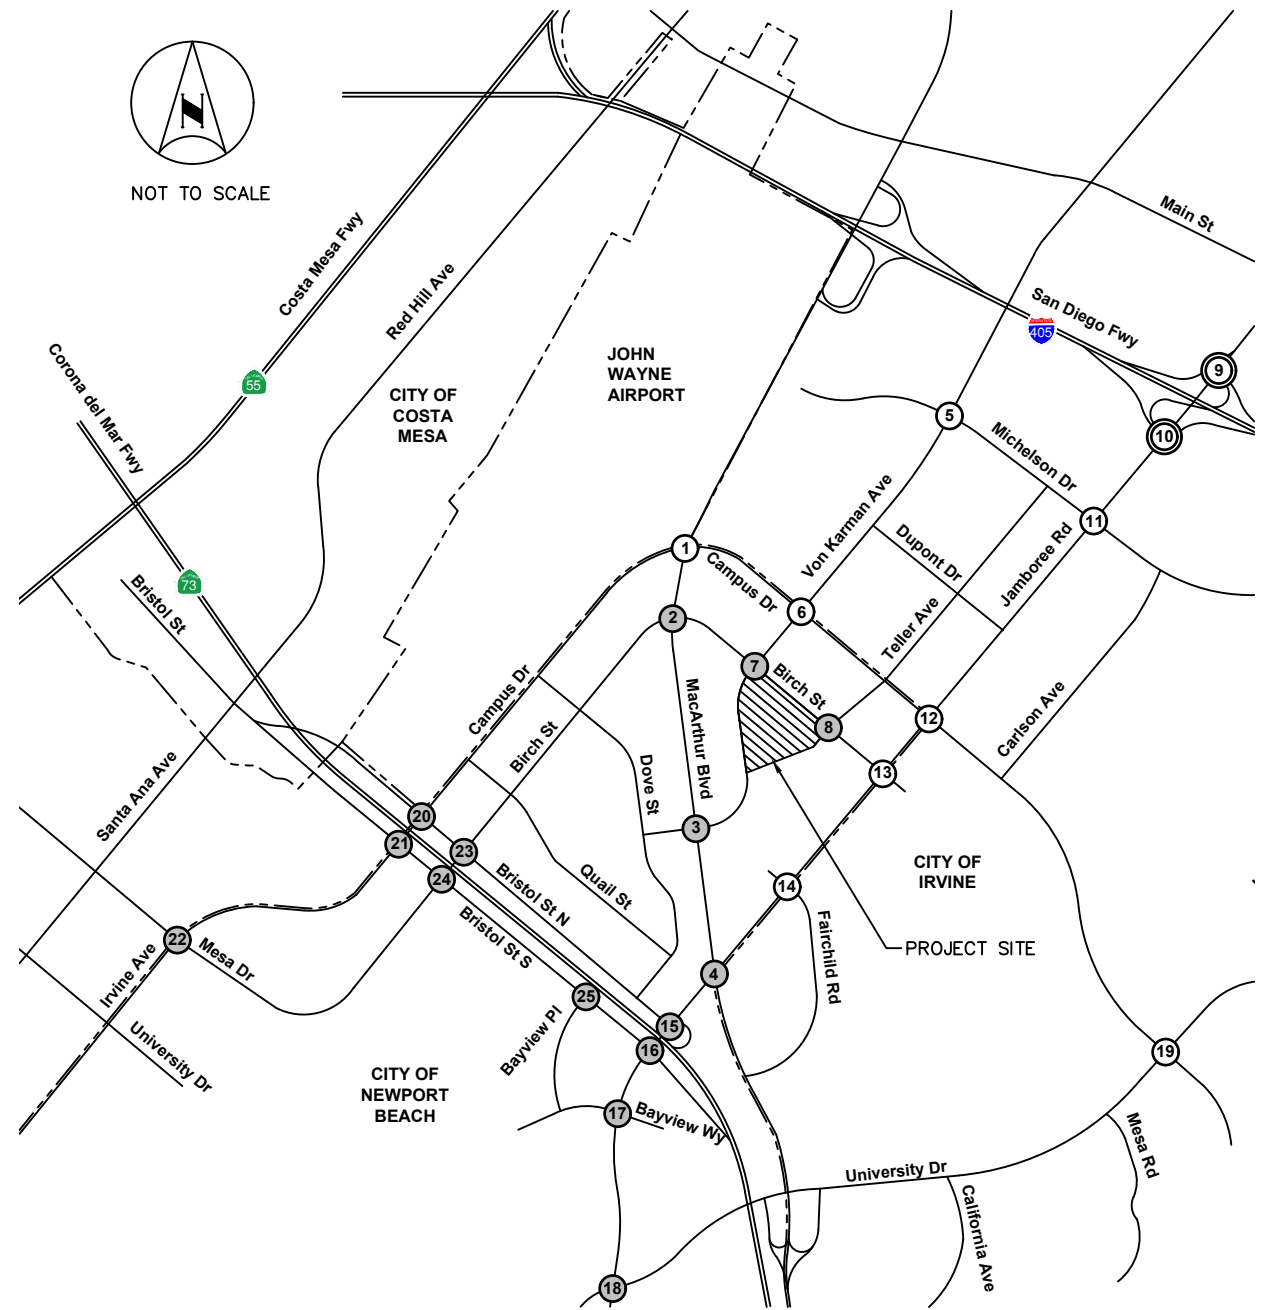 N
NOT TO SCALE
Main St
Costa Mesa Fwy
Red Hill Ave
San Diego Fwy
405
Corona del Mar Fwy
55
CITY OF
COSTA
MESA
JOHN
WAYNE
AIRPORT
9
5
10
Michelson Dr
11
Von Karman Ave
Dupont Dr
Jamboree Rd
1
Campus Dr
73
Bristol St
2
6
Teller Ave
7
Birch St
8
Campus Dr
Birch St
MacArthur Blvd
12
Carlson Ave
13
Dove St
Santa Ana Ave
20
21
23
24
3
CITY OF
IRVINE
14
Quail St
Bristol St N
Bristol St S
PROJECT SITE
Fairchild Rd
22
Mesa Dr
Irvine Ave
4
25
15
16
Bayview Pl
University Dr
19
CITY OF
NEWPORT
BEACH
17
Bayview Wy
Mesa Rd
University Dr
California Ave
18